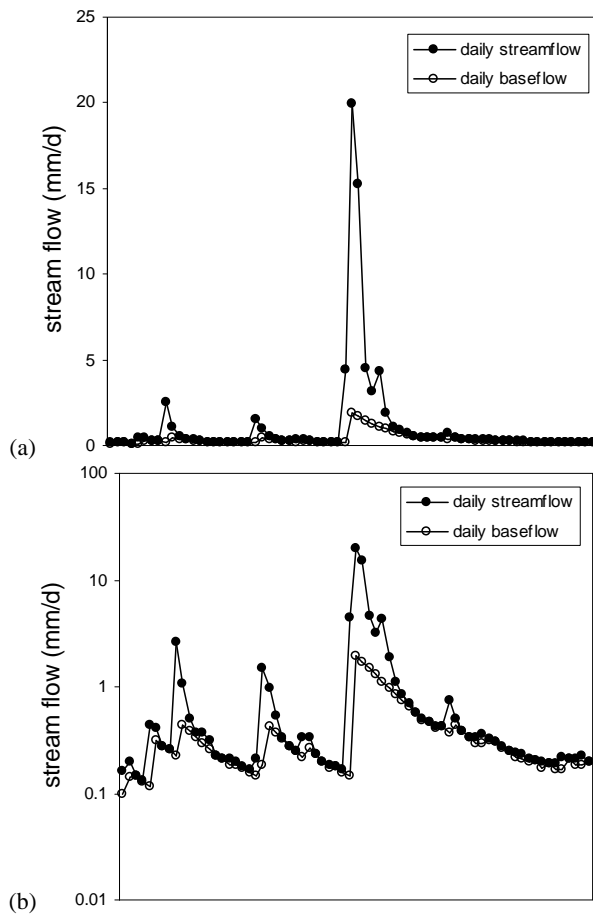 25
daily streamflow
daily baseflow
20
15
10
5
0
stream flow (mm/d)
(a)
100
daily streamflow
daily baseflow
10
1
0.1
0.01
stream flow (mm/d)
(b)